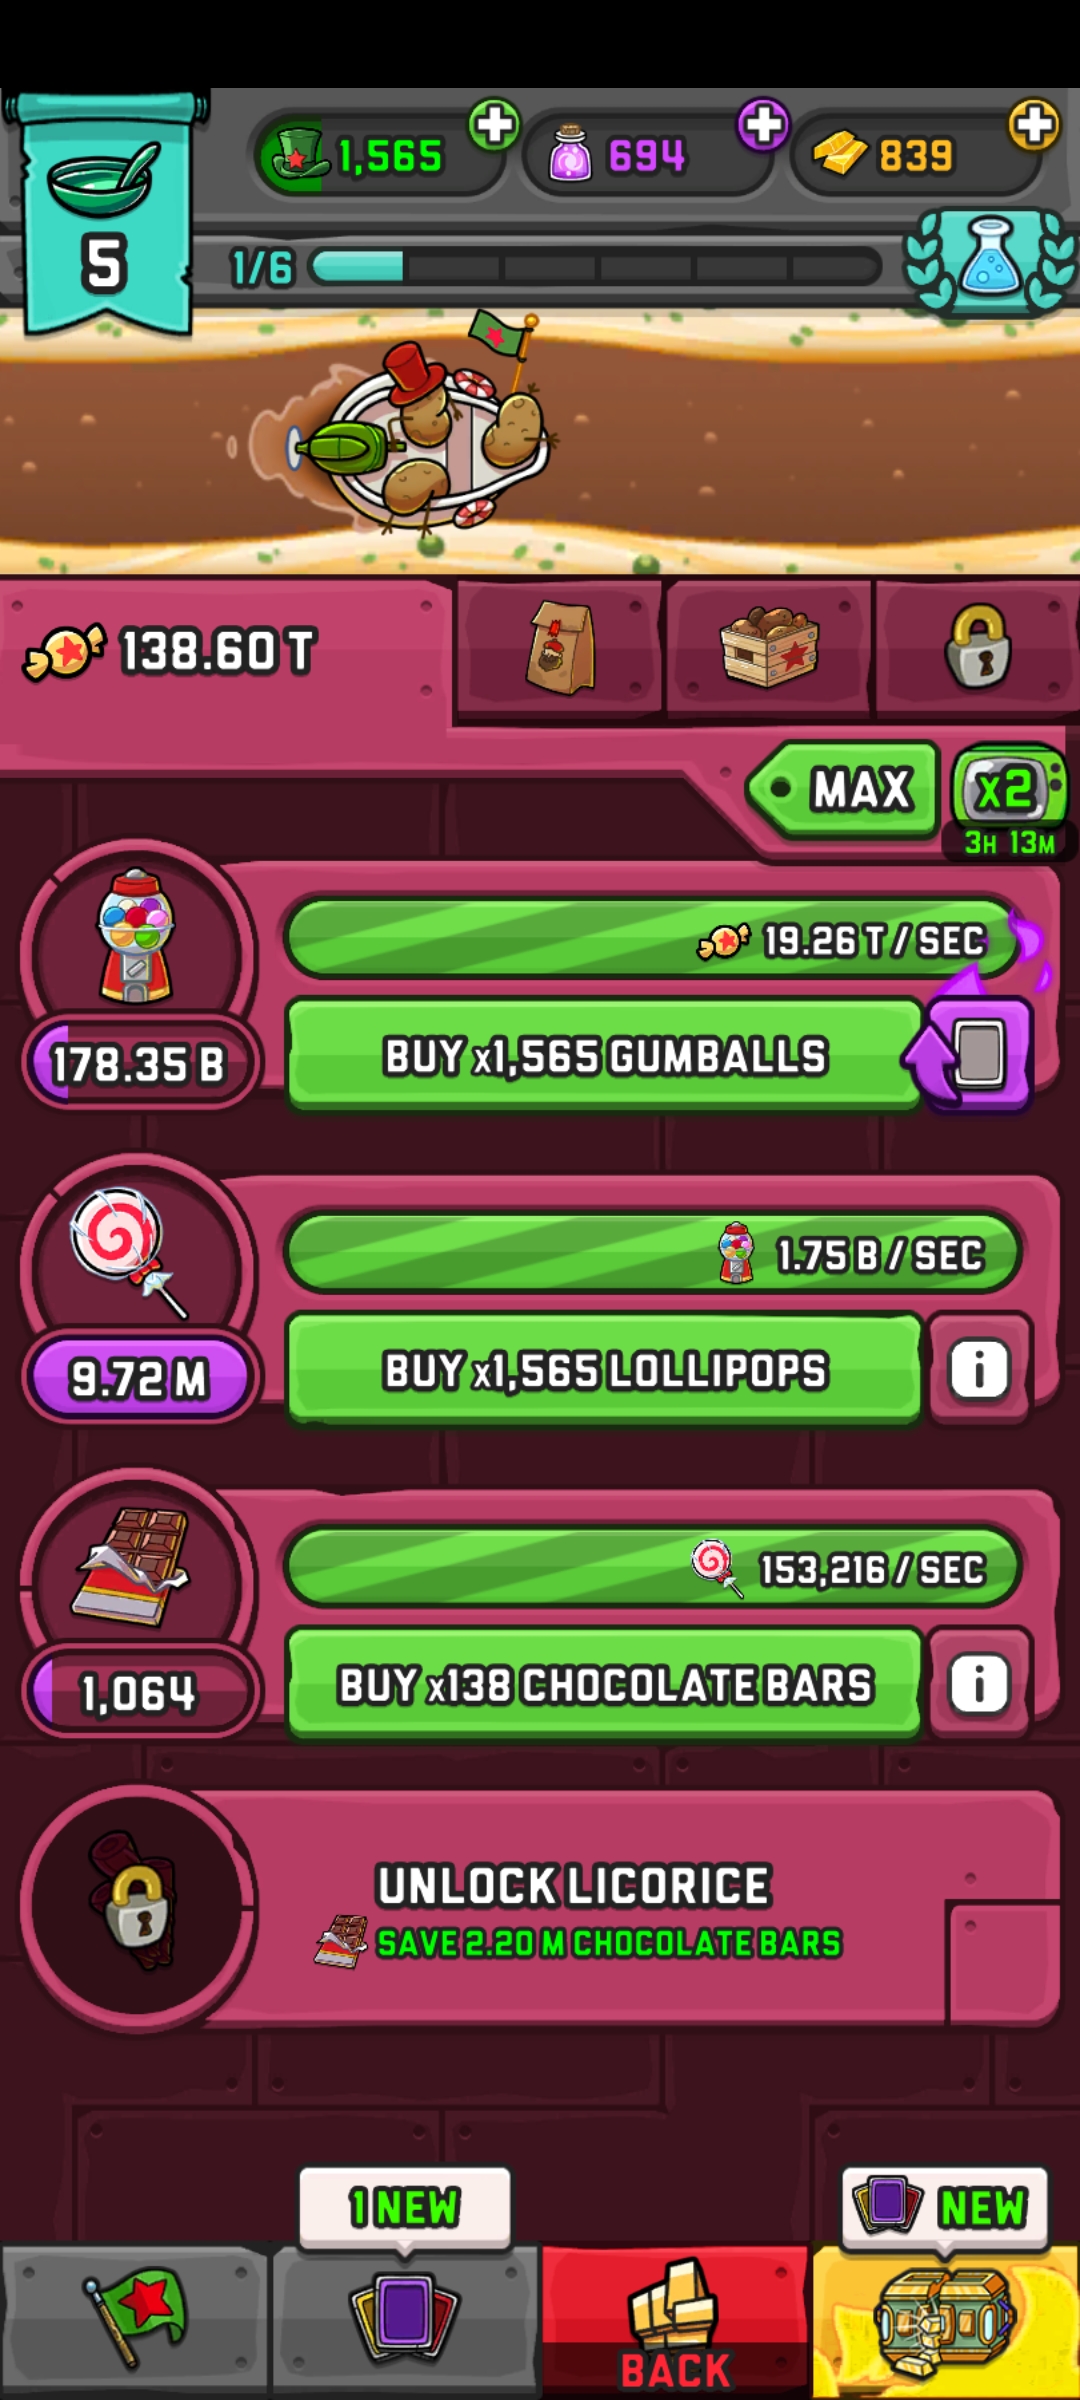 1,565
694
839
5
1/6
138.60 T
MAX
x2
3H 13M
19.26 T / SEC
178.35 B
BUY x1,565 GUMBALLS
1.75 B / SEC
9.72 M
BUY x1,565 LOLLIPOPS
i
153,216 / SEC
1,064
BUY x138 CHOCOLATE BARS
i
UNLOCK LICORICE
SAVE 2.20 M CHOCOLATE BARS
1 NEW
NEW
BACK